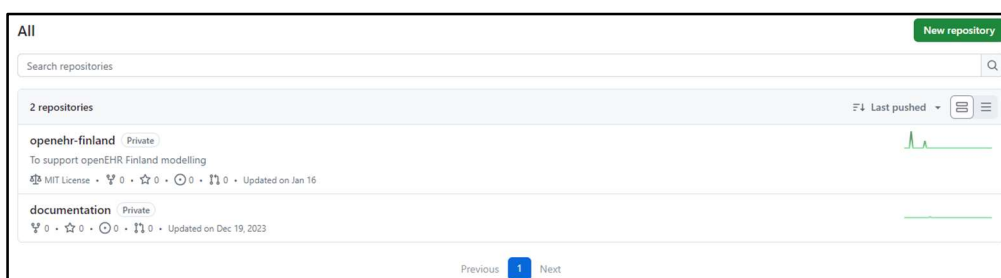 All
New repository
Search repositories
2 repositories
Last pushed
openehr-finland Private
To support openEHR Finland modelling
MIT License • 0 • 0 • 0 • 0 • Updated on Jan 16
documentation Private
0 • 0 • 0 • 0 • Updated on Dec 19, 2023
Previous 1 Next